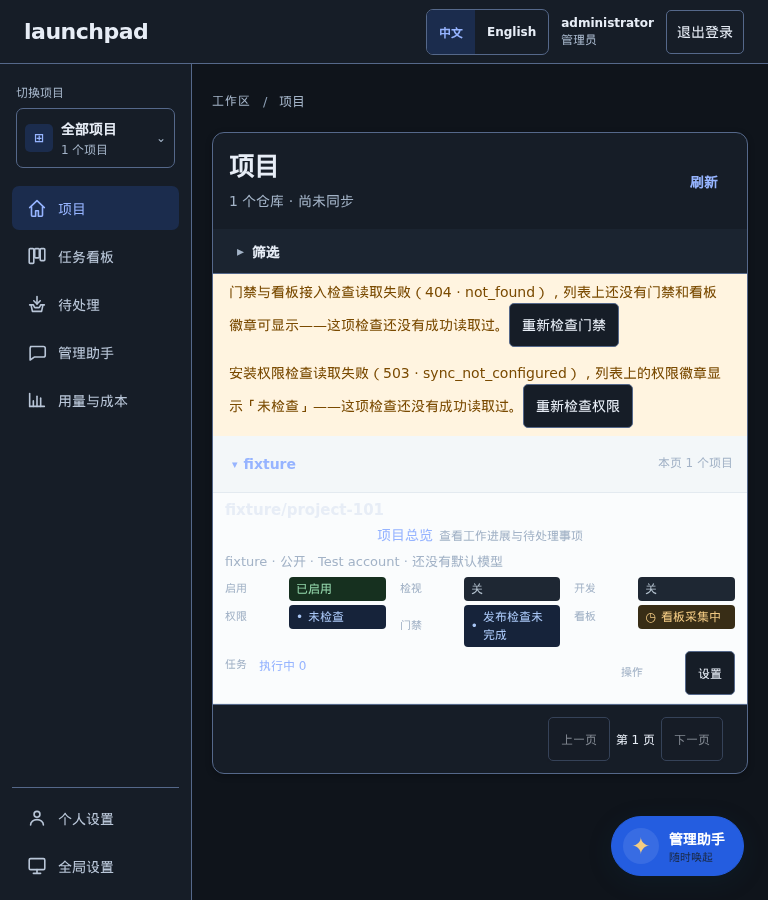 launchpad
中文 English
administrator
管理员
退出登录
切换项目
全部项目
1 个项目
项目
任务看板
待处理
管理助手
用量与成本
个人设置
全局设置
工作区 / 项目
项目
1 个仓库 · 尚未同步
刷新
▸ 筛选
门禁与看板接入检查读取失败（404 · not_found），列表上还没有门禁和看板
徽章可显示——这项检查还没有成功读取过。 重新检查门禁
安装权限检查读取失败（503 · sync_not_configured），列表上的权限徽章显
示「未检查」——这项检查还没有成功读取过。 重新检查权限
▾ fixture 本页 1 个项目
fixture/project-101
项目总览 查看工作进展与待处理事项
fixture · 公开 · Test account · 还没有默认模型
启用 已启用 检视 关 开发 关
权限 • 未检查 门禁 • 发布检查未
完成 看板 ◷ 看板采集中
任务 执行中 0 操作 设置
上一页 第 1 页 下一页
管理助手
随时唤起